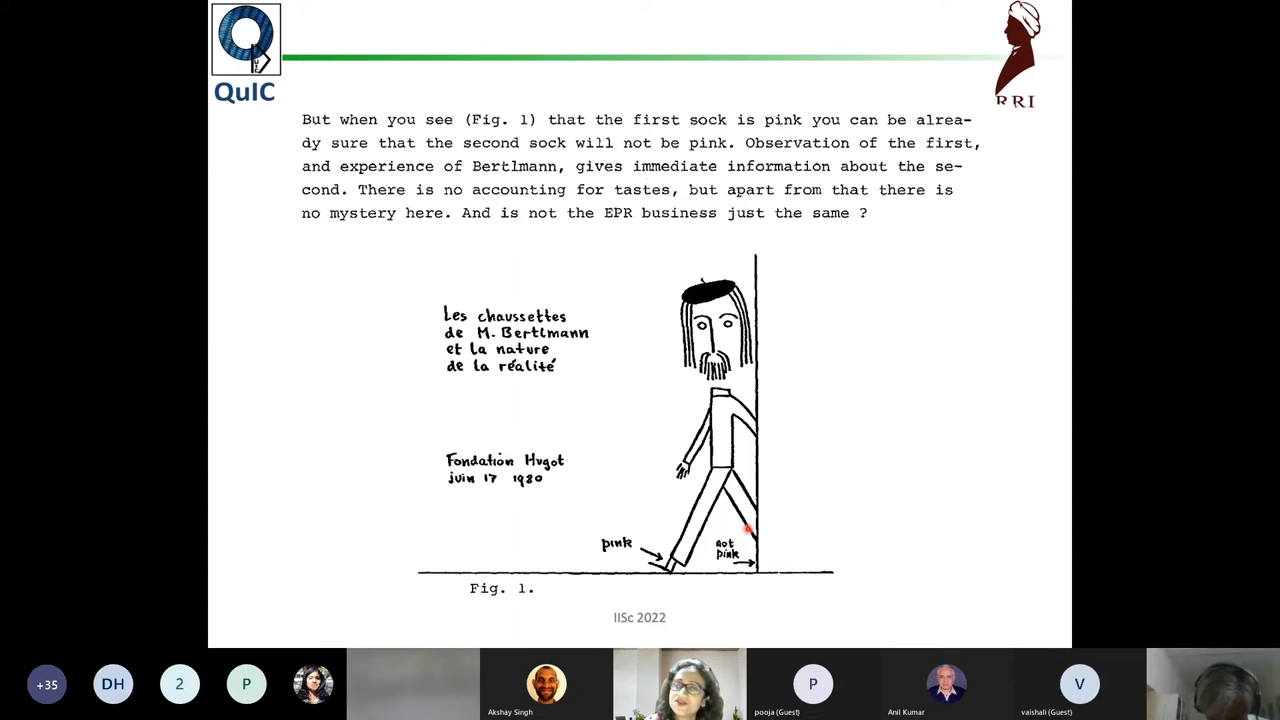 QuIC
RRI
But when you see (Fig. 1) that the first sock is pink you can be alrea-
dy sure that the second sock will not be pink. Observation of the first,
and experience of Bertlmann, gives immediate information about the se-
cond. There is no accounting for tastes, but apart from that there is
no mystery here. And is not the EPR business just the same ?
Les chaussettes
de M. Bertlmann
et la nature
de la réalité
Fondation Hugot
juin 17 1980
pink
not
pink
Fig. 1.
IISc 2022
+35
DH
2
P
Akshay Singh
P
pooja (Guest)
Anil Kumar
V
vaishali (Guest)